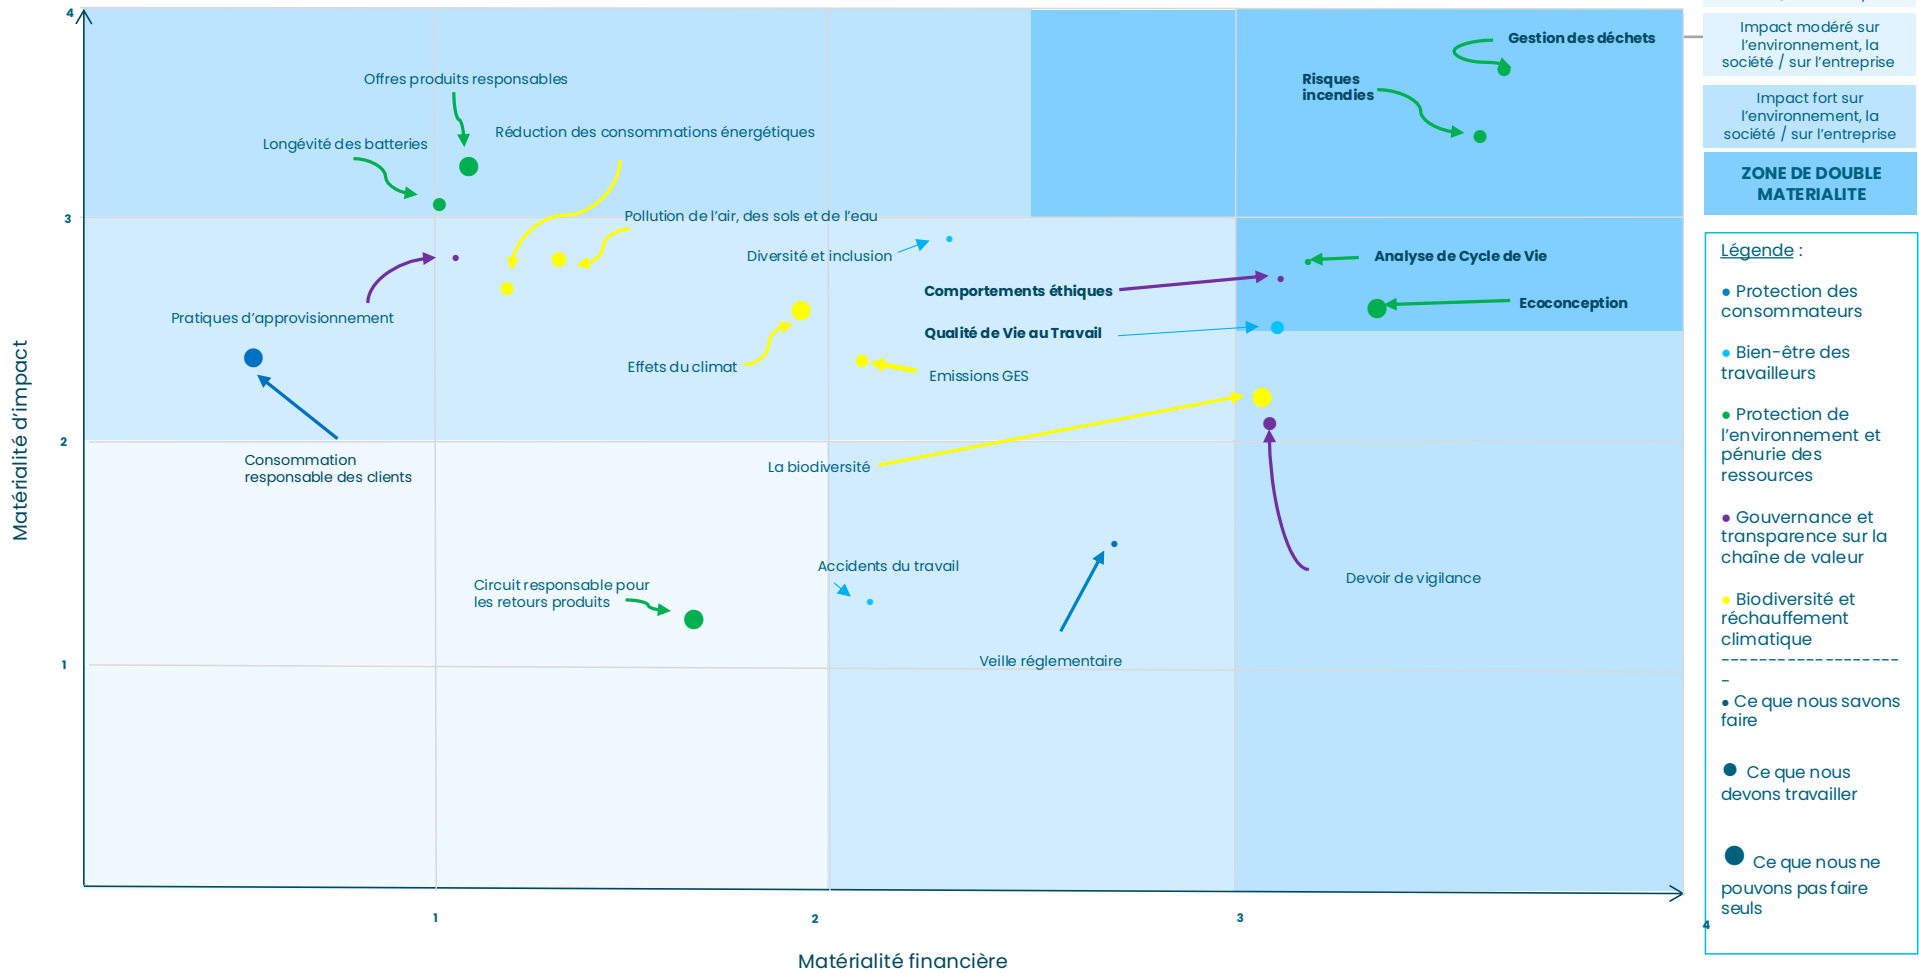 4
Gestion des déchets
Offres produits responsables
Risques
incendies
Réduction des consommations énergétiques
Longévité des batteries
3
Pollution de l’air, des sols et de l’eau
Diversité et inclusion
Analyse de Cycle de Vie
Comportements éthiques
Ecoconception
Pratiques d’approvisionnement
Qualité de Vie au Travail
Effets du climat
Emissions GES
2
Consommation
responsable des clients
La biodiversité
Accidents du travail
Devoir de vigilance
Circuit responsable pour
les retours produits
Veille réglementaire
1
Matérialité d’impact
1
2
3
4
Matérialité financière
Impact modéré sur
l’environnement, la
société / sur l’entreprise
Impact fort sur
l’environnement, la
société / sur l’entreprise
ZONE DE DOUBLE
MATERIALITE
Légende :
• Protection des
consommateurs
• Bien-être des
travailleurs
• Protection de
l’environnement et
pénurie des
ressources
• Gouvernance et
transparence sur la
chaîne de valeur
• Biodiversité et
réchauffement
climatique
-------------------
-
• Ce que nous savons
faire
Ce que nous
devons travailler
Ce que nous ne
pouvons pas faire
seuls